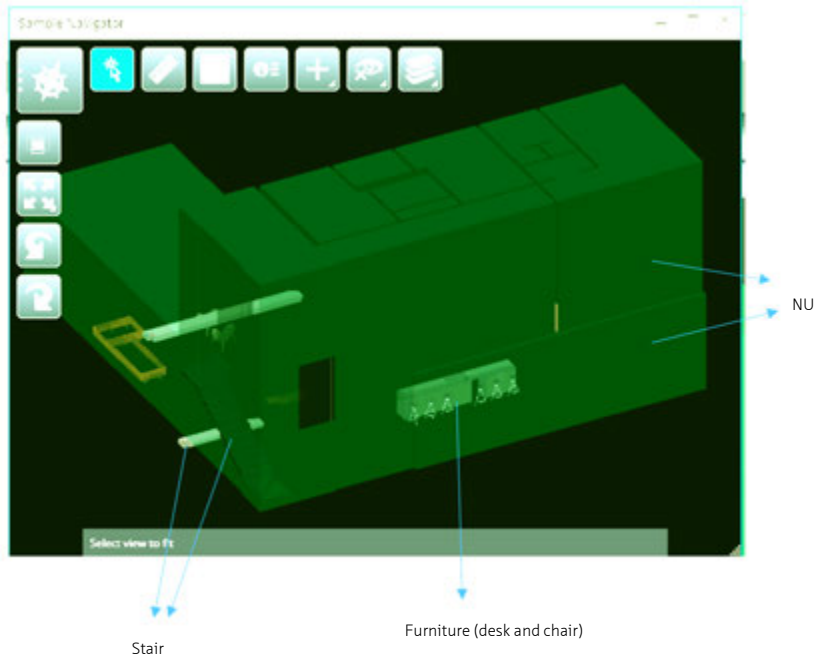 Sample Navigator
Select view to fit
NU
Furniture (desk and chair)
Stair